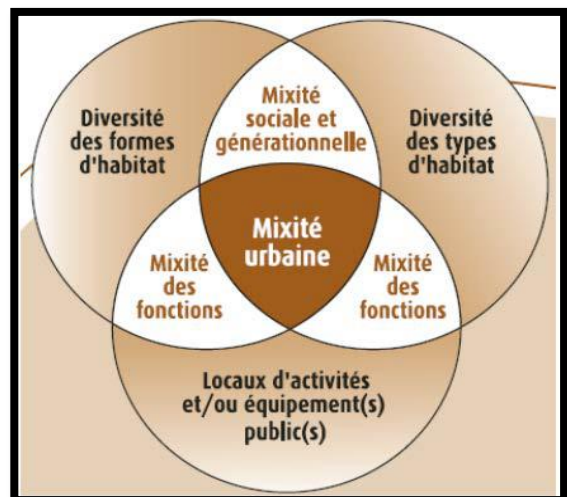 Mixité
sociale et
générationnelle
Diversité
des formes
d'habitat
Diversité
des types
d'habitat
Mixité
urbaine
Mixité
des
fonctions
Mixité
des
fonctions
Locaux d'activités
et/ou équipement(s)
public(s)